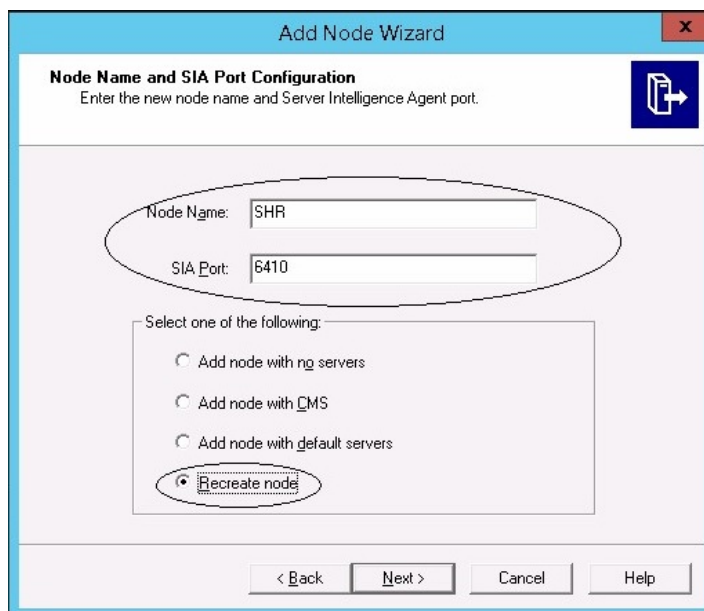 Add Node Wizard
x
Node Name and SIA Port Configuration
Enter the new node name and Server Intelligence Agent port.
Node Name: SHR
SIA Port: 6410
Select one of the following:
Add node with no servers
Add node with CMS
Add node with default servers
Recreate node
< Back Next > Cancel Help